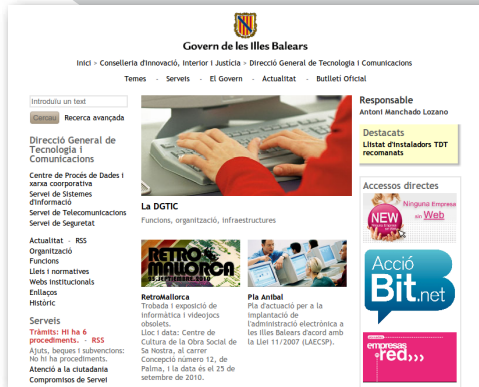 Govern de les Illes Balears
Inici > Conselleria d'Innovació, Interior i Justícia > Direcció General de Tecnologia i Comunicacions
Temes - Serveis - El Govern - Actualitat - Butlletí Oficial
Introduïu un text
Cercau Recerca avançada
Direcció General de
Tecnologia i
Comunicacions
Centre de Procés de Dades i
xarxa coorporativa
Servei de Sistemes
d'Informació
Servei de Telecomunicacions
Servei de Seguretat
Actualitat - RSS
Organització
Funcions
Lleis i normatives
Webs institucionals
Enllaços
Històric
Serveis
Tràmits: Hi ha 6
procediments. - RSS
Ajuts, beques i subvencions:
No hi ha procediments.
Atenció a la ciutadania
Compromisos de Servei
La DGTIC
Funcions, organització, infraestructures
RETRO
MALLORCA
25.SEPTIEMBRE.2010
RetroMallorca
Trobada i exposició de
informàtica i videojocs
obsolets.
Lloc i data: Centre de
Cultura de la Obra Social de
Sa Nostra, al carrer
Concepció número 12, de
Palma, i la data és el 25 de
setembre de 2010.
Pla Anibal
Pla d'actuació per a la
implantació de
l'administració electrònica a
les Illes Balears d'acord amb
la Llei 11/2007 (LAECSP).
Responsable
Antoni Manchado Lozano
Destacats
Llistat d'instaladors TDT
recomanats
Accessos directes
NEW
Ninguna Empresa
sin Web
Acció
Bit.net
empresas
red>>>